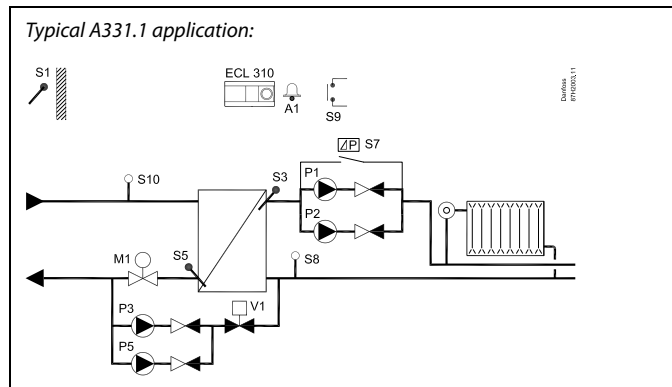 Typical A331.1 application:
S1
ECL 310
A1
S9
Danfoss
87H2003.11
ΔP S7
S10
S3
P1
P2
S5
M1
S8
P3
V1
P5